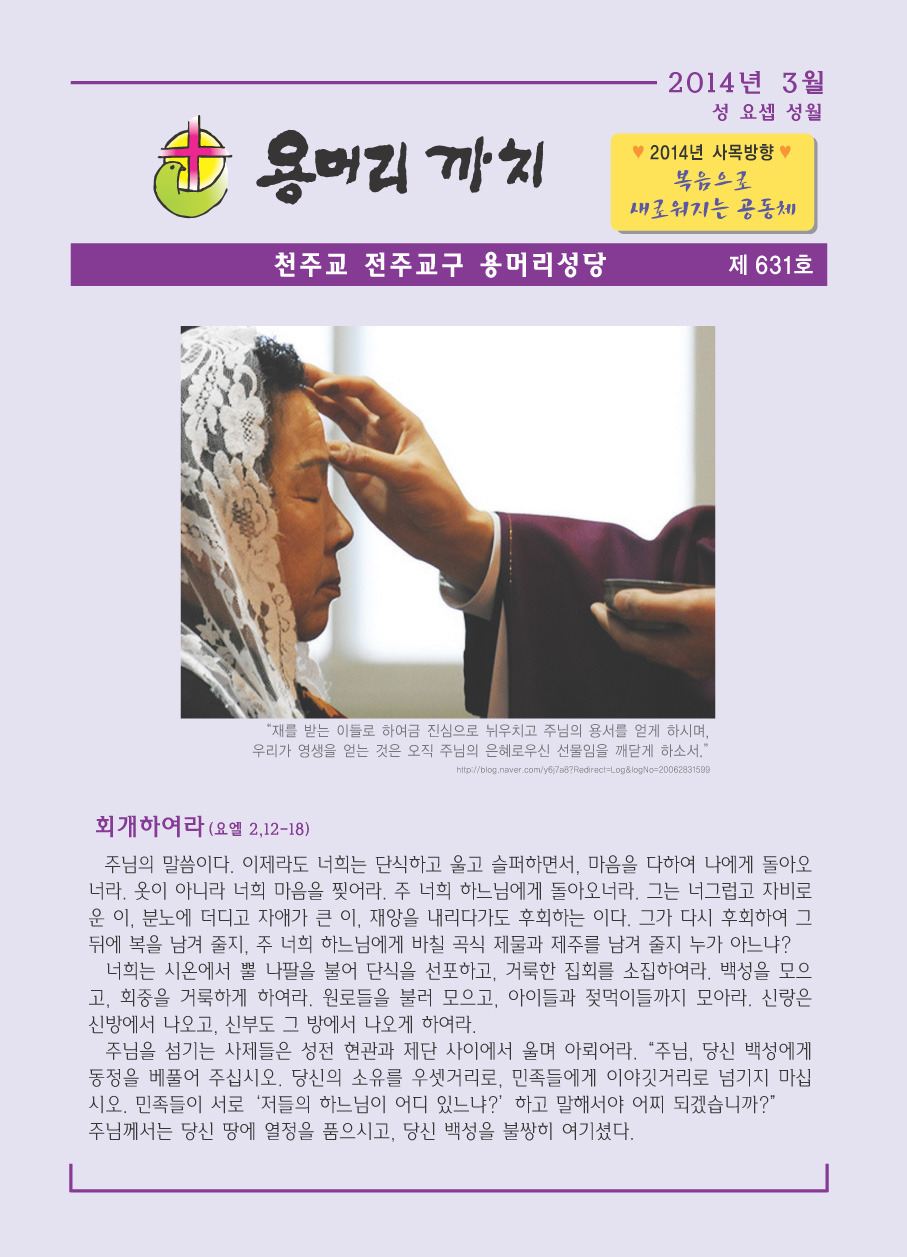 2014년 3월
성 요셉 성월
용머리 까치
♥ 2014년 사목방향 ♥
복음으로
새로워지는 공동체
천주교 전주교구 용머리성당
제 631호
“재를 받는 이들로 하여금 진심으로 뉘우치고 주님의 용서를 얻게 하시며,
우리가 영생을 얻는 것은 오직 주님의 은혜로우신 선물임을 깨닫게 하소서.”
http://blog.naver.com/y6j7a8?Redirect=Log&logNo=20062831599
회개하여라 (요엘 2,12-18)
주님의 말씀이다. 이제라도 너희는 단식하고 울고 슬퍼하면서, 마음을 다하여 나에게 돌아오
너라. 옷이 아니라 너희 마음을 찢어라. 주 너희 하느님에게 돌아오너라. 그는 너그럽고 자비로
운 이, 분노에 더디고 자애가 큰 이, 재앙을 내리다가도 후회하는 이다. 그가 다시 후회하여 그
뒤에 복을 남겨 줄지, 주 너희 하느님에게 바칠 곡식 제물과 제주를 남겨 줄지 누가 아느냐?
너희는 시온에서 뿔 나팔을 불어 단식을 선포하고, 거룩한 집회를 소집하여라. 백성을 모으
고, 회중을 거룩하게 하여라. 원로들을 불러 모으고, 아이들과 젖먹이들까지 모아라. 신랑은
신방에서 나오고, 신부도 그 방에서 나오게 하여라.
주님을 섬기는 사제들은 성전 현관과 제단 사이에서 울며 아뢰어라. “주님, 당신 백성에게
동정을 베풀어 주십시오. 당신의 소유를 우셋거리로, 민족들에게 이야깃거리로 넘기지 마십
시오. 민족들이 서로 ‘저들의 하느님이 어디 있느냐?’ 하고 말해서야 어찌 되겠습니까?”
주님께서는 당신 땅에 열정을 품으시고, 당신 백성을 불쌍히 여기셨다.